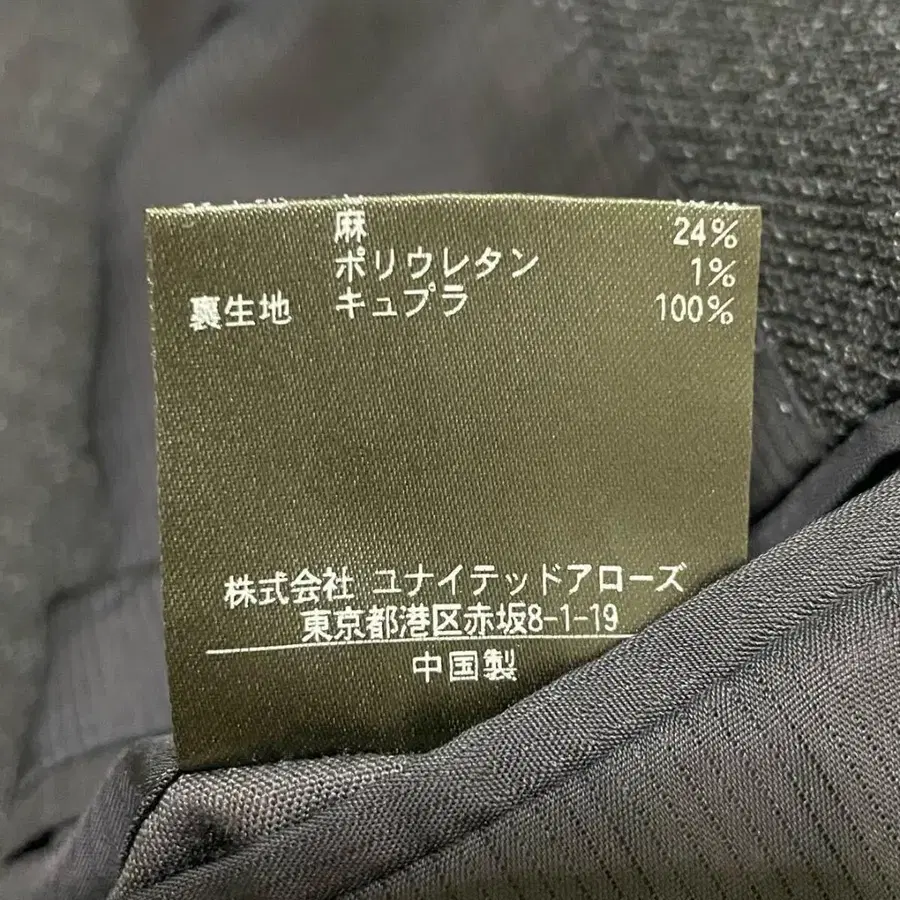 麻 24%
ポリウレタン 1%
裏生地 キュプラ 100%
株式会社 ユナイテッドアローズ
東京都港区赤坂8-1-19
中国製